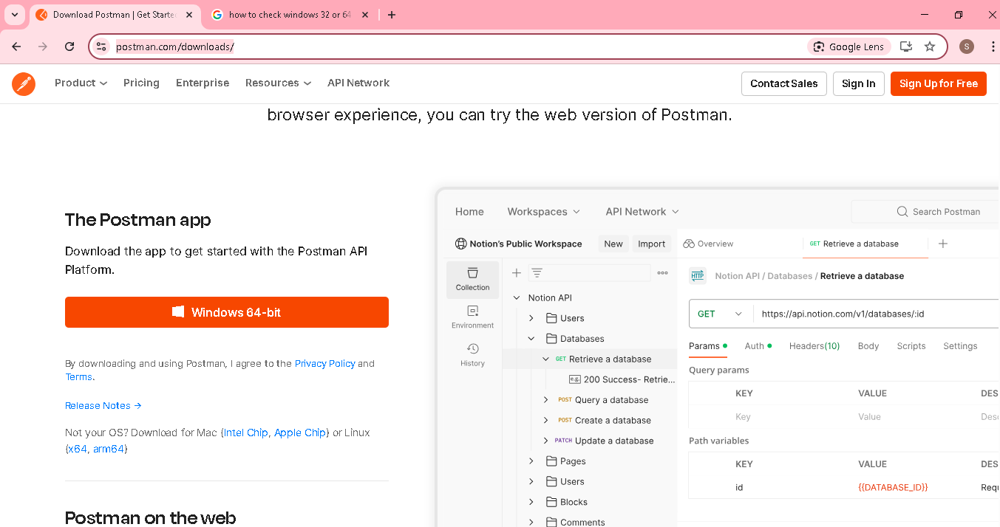 Download Postman | Get Starte
how to check windows 32 or 64
postman.com/downloads/
Google Lens
S
Product
Pricing
Enterprise
Resources
API Network
Contact Sales
Sign In
Sign Up for Free
browser experience, you can try the web version of Postman.
The Postman app
Download the app to get started with the Postman API
Platform.
Windows 64-bit
By downloading and using Postman, I agree to the Privacy Policy and
Terms.
Release Notes →
Not your OS? Download for Mac (Intel Chip, Apple Chip) or Linux
(x64, arm64)
Postman on the web
Home
Workspaces
API Network
Search Postman
Notion's Public Workspace
New
Import
Overview
GET Retrieve a database
Collection
Environment
History
Notion API
Users
Databases
GET Retrieve a database
e.g. 200 Success- Retrie...
POST Query a database
POST Create a database
PATCH Update a database
Pages
Users
Blocks
Comments
HTTP
Notion API / Databases / Retrieve a database
GET
https://api.notion.com/v1/databases/:id
Params
Auth
Headers(10)
Body
Scripts
Settings
Query params
KEY VALUE DES
Key Value Desc
Path variables
KEY VALUE DES
id {{DATABASE_ID}} Requ